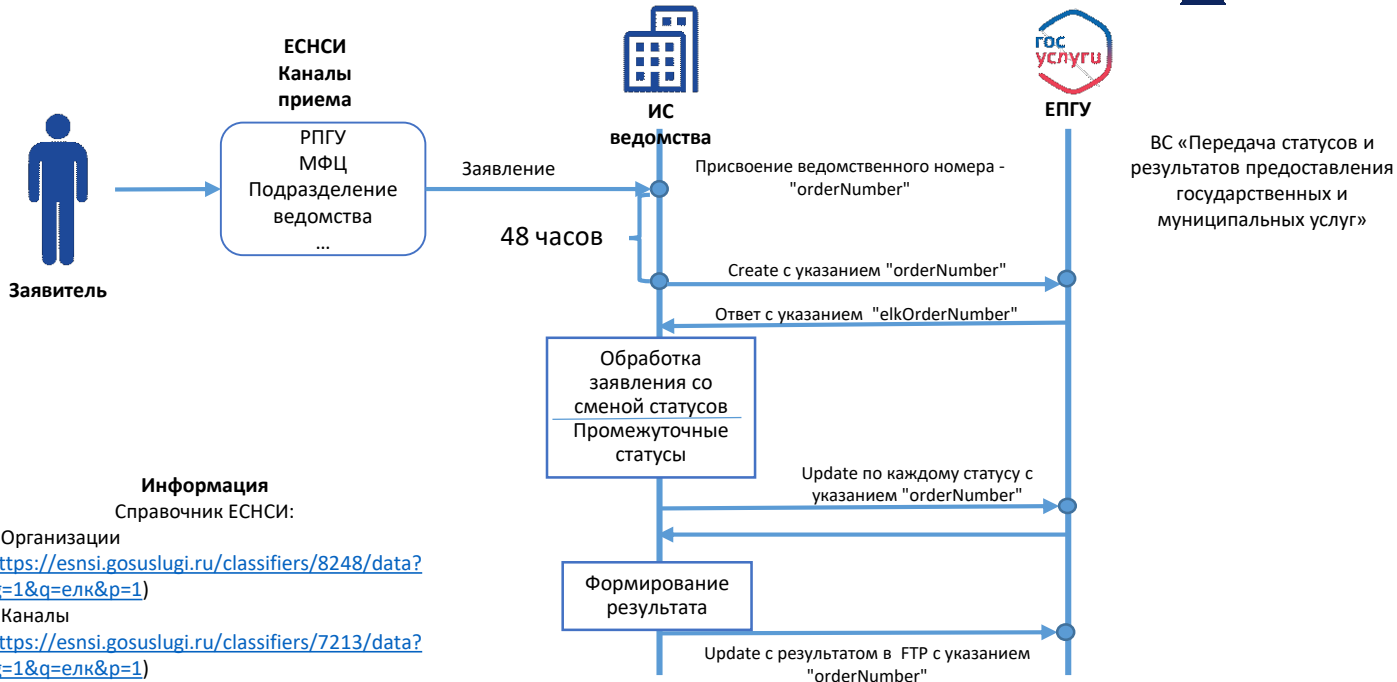 ЕСНСИ
Каналы
приема
РПГУ
МФЦ
Подразделение
ведомства
...
Заявитель
Заявление
48 часов
ИС
ведомства
гос
услуги
ЕПГУ
Присвоение ведомственного номера -
"orderNumber"
Create с указанием "orderNumber"
Ответ с указанием "elkOrderNumber"
Обработка
заявления со
сменой статусов
Промежуточные
статусы
Update по каждому статусу с
указанием "orderNumber"
Формирование
результата
Update с результатом в FTP с указанием
"orderNumber"
ВС «Передача статусов и
результатов предоставления
государственных и
муниципальных услуг»
Информация
Справочник ЕСНСИ:
Организации
ttps://esnsi.gosuslugi.ru/classifiers/8248/data?
g=1&q=елк&p=1)
Каналы
ttps://esnsi.gosuslugi.ru/classifiers/7213/data?
g=1&q=елк&p=1)